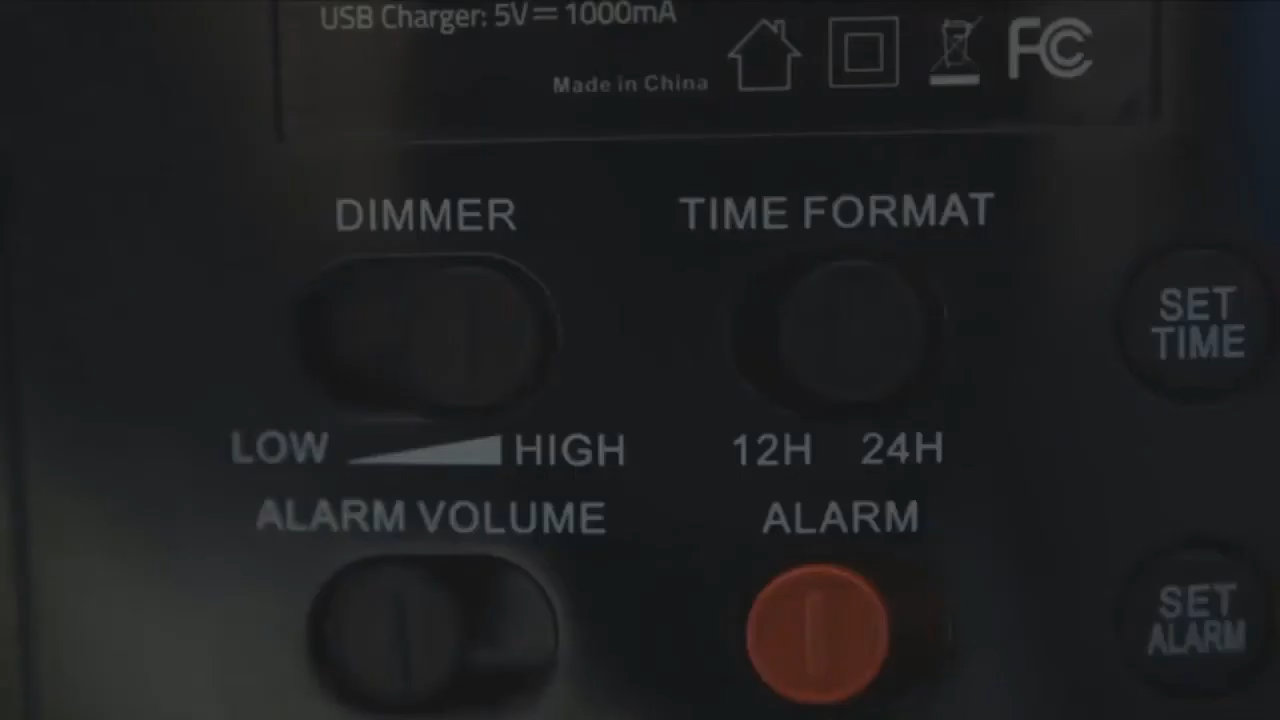 USB Charger: 5V⎓1000mA
Made in China
FC
DIMMER
TIME FORMAT
SET
TIME
LOW
HIGH
12H
24H
ALARM VOLUME
ALARM
SET
ALARM